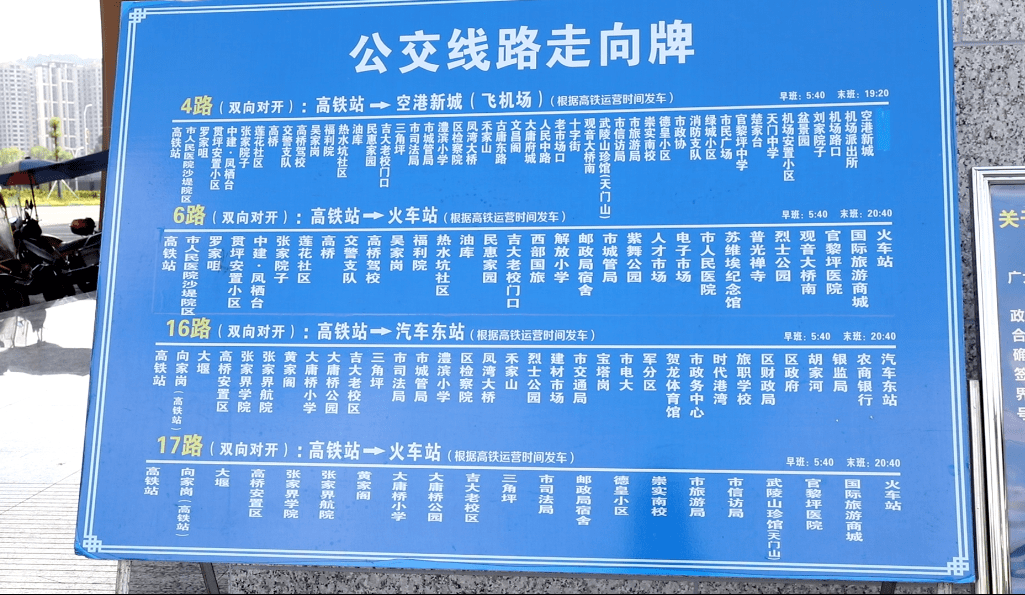 公交线路走向牌
4路（双向对开）：高铁站→空港新城（飞机场）（根据高铁运营时间发车） 早班：5:40 末班：19:20
高铁站
市人民医院沙堤院区
罗家咀
贯坪安置小区
中建·凤栖台
张家院子
莲花社区
高桥
交警支队
高桥驾校
吴家岗
福利院
热水坑社区
油库
民惠家园
吉大老校门口
三角坪
市司法局
市城管局
澧滨小学
区检察院
凤湾大桥
禾家山
古庸东路
文昌阁
大庸府城
人民中路
老市场口
十字街
观音大桥南
武陵山珍馆(天门山)
市信访局
市旅游局
崇实南校
德皇小区
市政协
消防支队
绿城小区
市民广场
官黎坪中学
楚家台
天门中学
机场安置小区
盆景园
刘家院子
机场路口
机场派出所
空港新城
6路（双向对开）：高铁站→火车站（根据高铁运营时间发车） 早班：5:40 末班：20:40
高铁站
市人民医院沙堤院区
罗家咀
贯坪安置小区
中建·凤栖台
张家院子
莲花社区
高桥
交警支队
高桥驾校
吴家岗
福利院
热水坑社区
油库
民惠家园
吉大老校门口
西部国旅
解放小学
邮政局宿舍
市城管局
紫舞公园
人才市场
电子市场
市人民医院
苏维埃纪念馆
普光禅寺
烈士公园
观音大桥南
官黎坪医院
国际旅游商城
火车站
16路（双向对开）：高铁站→汽车东站（根据高铁运营时间发车） 早班：5:40 末班：20:40
高铁站
向家岗（高铁站）
大堰
高桥安置区
张家界学院
张家界航院
黄家阁
大庸桥小学
大庸桥公园
吉大老校区
三角坪
市司法局
市城管局
澧滨小学
区检察院
凤湾大桥
禾家山
烈士公园
建材市场
市交通局
宝塔岗
市电大
军分区
贺龙体育馆
市政务中心
时代港湾
旅职学校
区财政局
区政府
胡家河
银监局
农商银行
汽车东站
17路（双向对开）：高铁站→火车站（根据高铁运营时间发车） 早班：5:40 末班：20:40
高铁站
向家岗（高铁站）
大堰
高桥安置区
张家界学院
张家界航院
黄家阁
大庸桥小学
大庸桥公园
吉大老校区
三角坪
市司法局
邮政局宿舍
德皇小区
崇实南校
市旅游局
市信访局
武陵山珍馆(天门山)
官黎坪医院
国际旅游商城
火车站
关
广
政
合
确
签
界
号